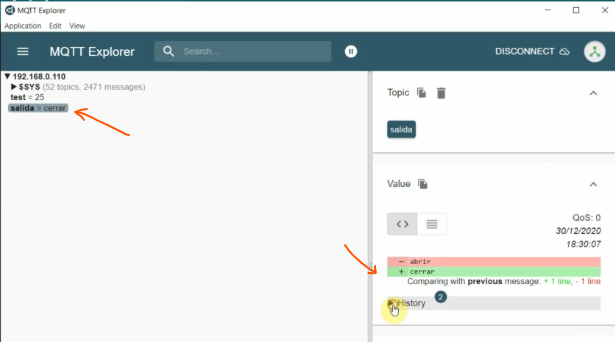 MQTT Explorer
Application Edit View
MQTT Explorer
Search...
DISCONNECT
192.168.0.110
$SYS (52 topics, 2471 messages)
test = 25
salida = cerrar
Topic
salida
Value
QoS: 0
30/12/2020
18:30:07
- abrir
+ cerrar
Comparing with previous message: + 1 line, - 1 line
History 2